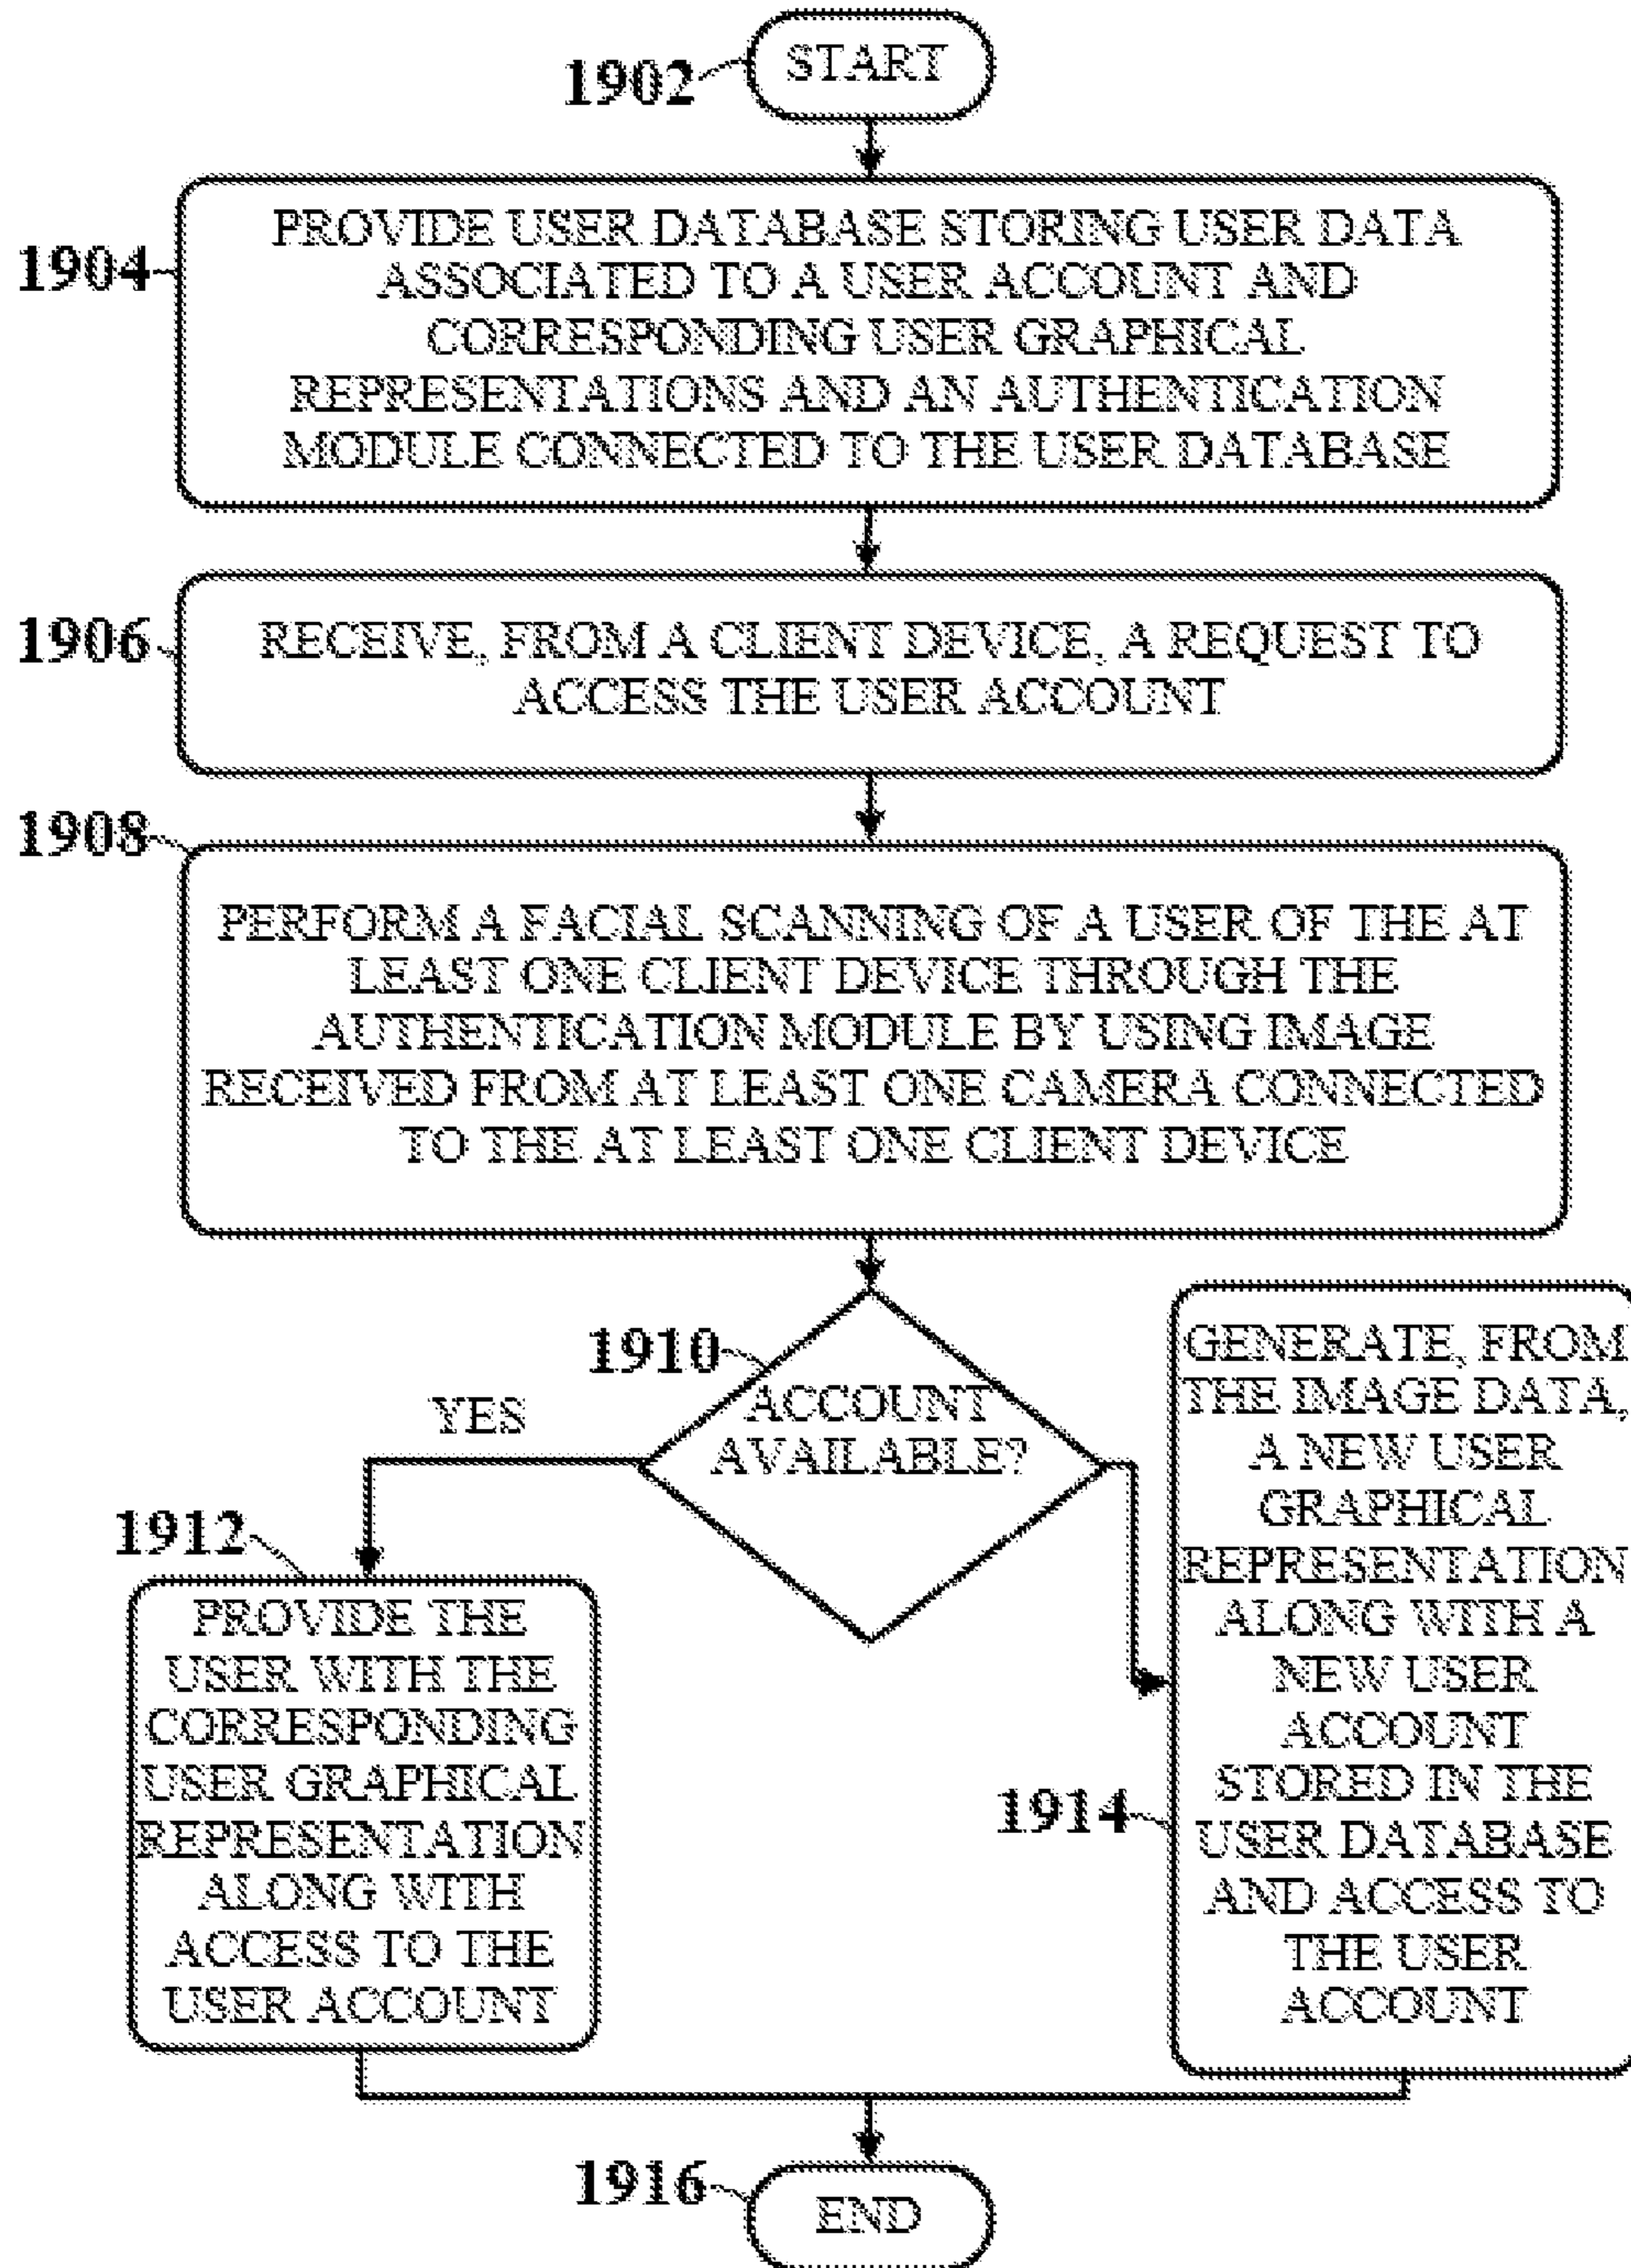 1902
START
1904
PROVIDE USER DATABASE STORING USER DATA
ASSOCIATED TO A USER ACCOUNT AND
CORRESPONDING USER GRAPHICAL
REPRESENTATIONS AND AN AUTHENTICATION
MODULE CONNECTED TO THE USER DATABASE
1906
RECEIVE, FROM A CLIENT DEVICE, A REQUEST TO
ACCESS THE USER ACCOUNT
1908
PERFORM A FACIAL SCANNING OF A USER OF THE AT
LEAST ONE CLIENT DEVICE THROUGH THE
AUTHENTICATION MODULE BY USING IMAGE
RECEIVED FROM AT LEAST ONE CAMERA CONNECTED
TO THE AT LEAST ONE CLIENT DEVICE
1910
ACCOUNT
AVAILABLE?
YES
1912
PROVIDE THE
USER WITH THE
CORRESPONDING
USER GRAPHICAL
REPRESENTATION
ALONG WITH
ACCESS TO THE
USER ACCOUNT
1914
GENERATE, FROM
THE IMAGE DATA,
A NEW USER
GRAPHICAL
REPRESENTATION
ALONG WITH A
NEW USER
ACCOUNT
STORED IN THE
USER DATABASE
AND ACCESS TO
THE USER
ACCOUNT
1916
END